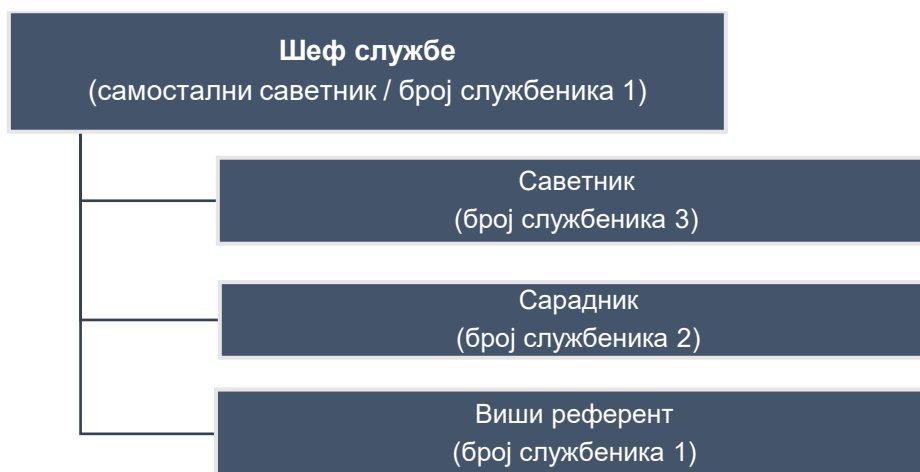 Шеф службе
(самостални саветник / број службеника 1)
Саветник
(број службеника 3)
Сарадник
(број службеника 2)
Виши референт
(број службеника 1)